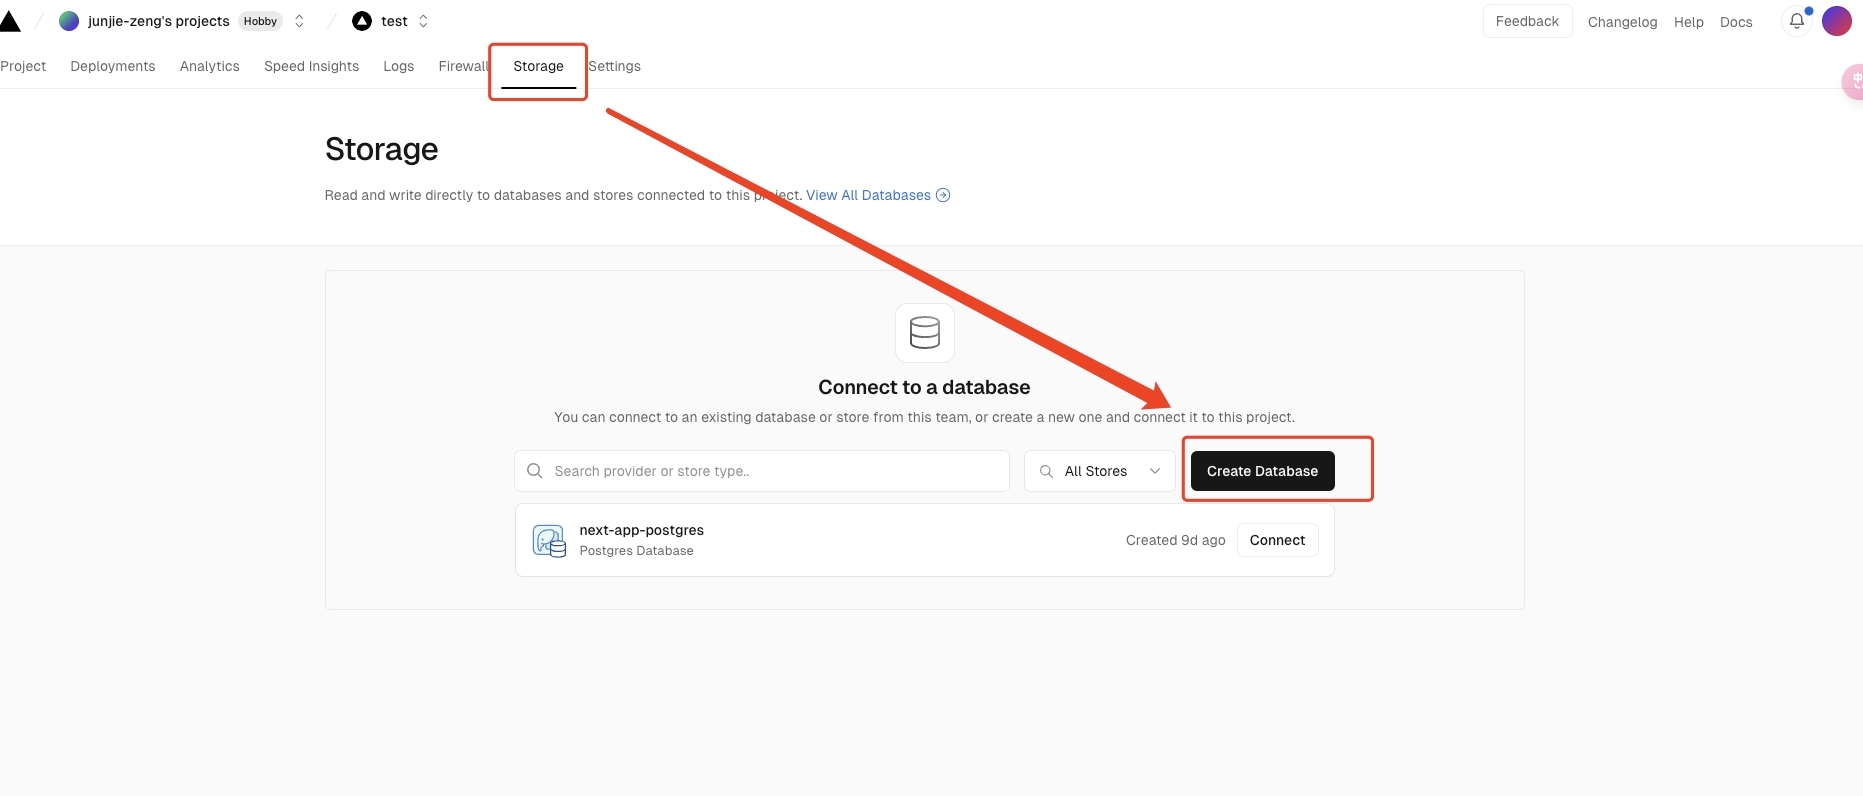 junjie-zeng's projects Hobby test Feedback Changelog Help Docs
Project Deployments Analytics Speed Insights Logs Firewall Storage Settings
中
Storage
Read and write directly to databases and stores connected to this project. View All Databases
Connect to a database
You can connect to an existing database or store from this team, or create a new one and connect it to this project.
Search provider or store type.. All Stores Create Database
next-app-postgres
Postgres Database
Created 9d ago Connect